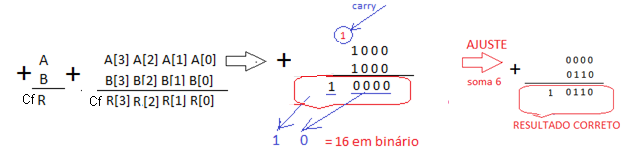 carry
1
+ A
B
Cf R
+ A[3] A[2] A[1] A[0]
B[3] B[2] B[1] B[0]
Cf R[3] R[2] R[1] R[0]
+ 1000
1000
1 0000
1 0 = 16 em binário
AJUSTE
soma 6
+ 0000
0110
1 0110
RESULTADO CORRETO